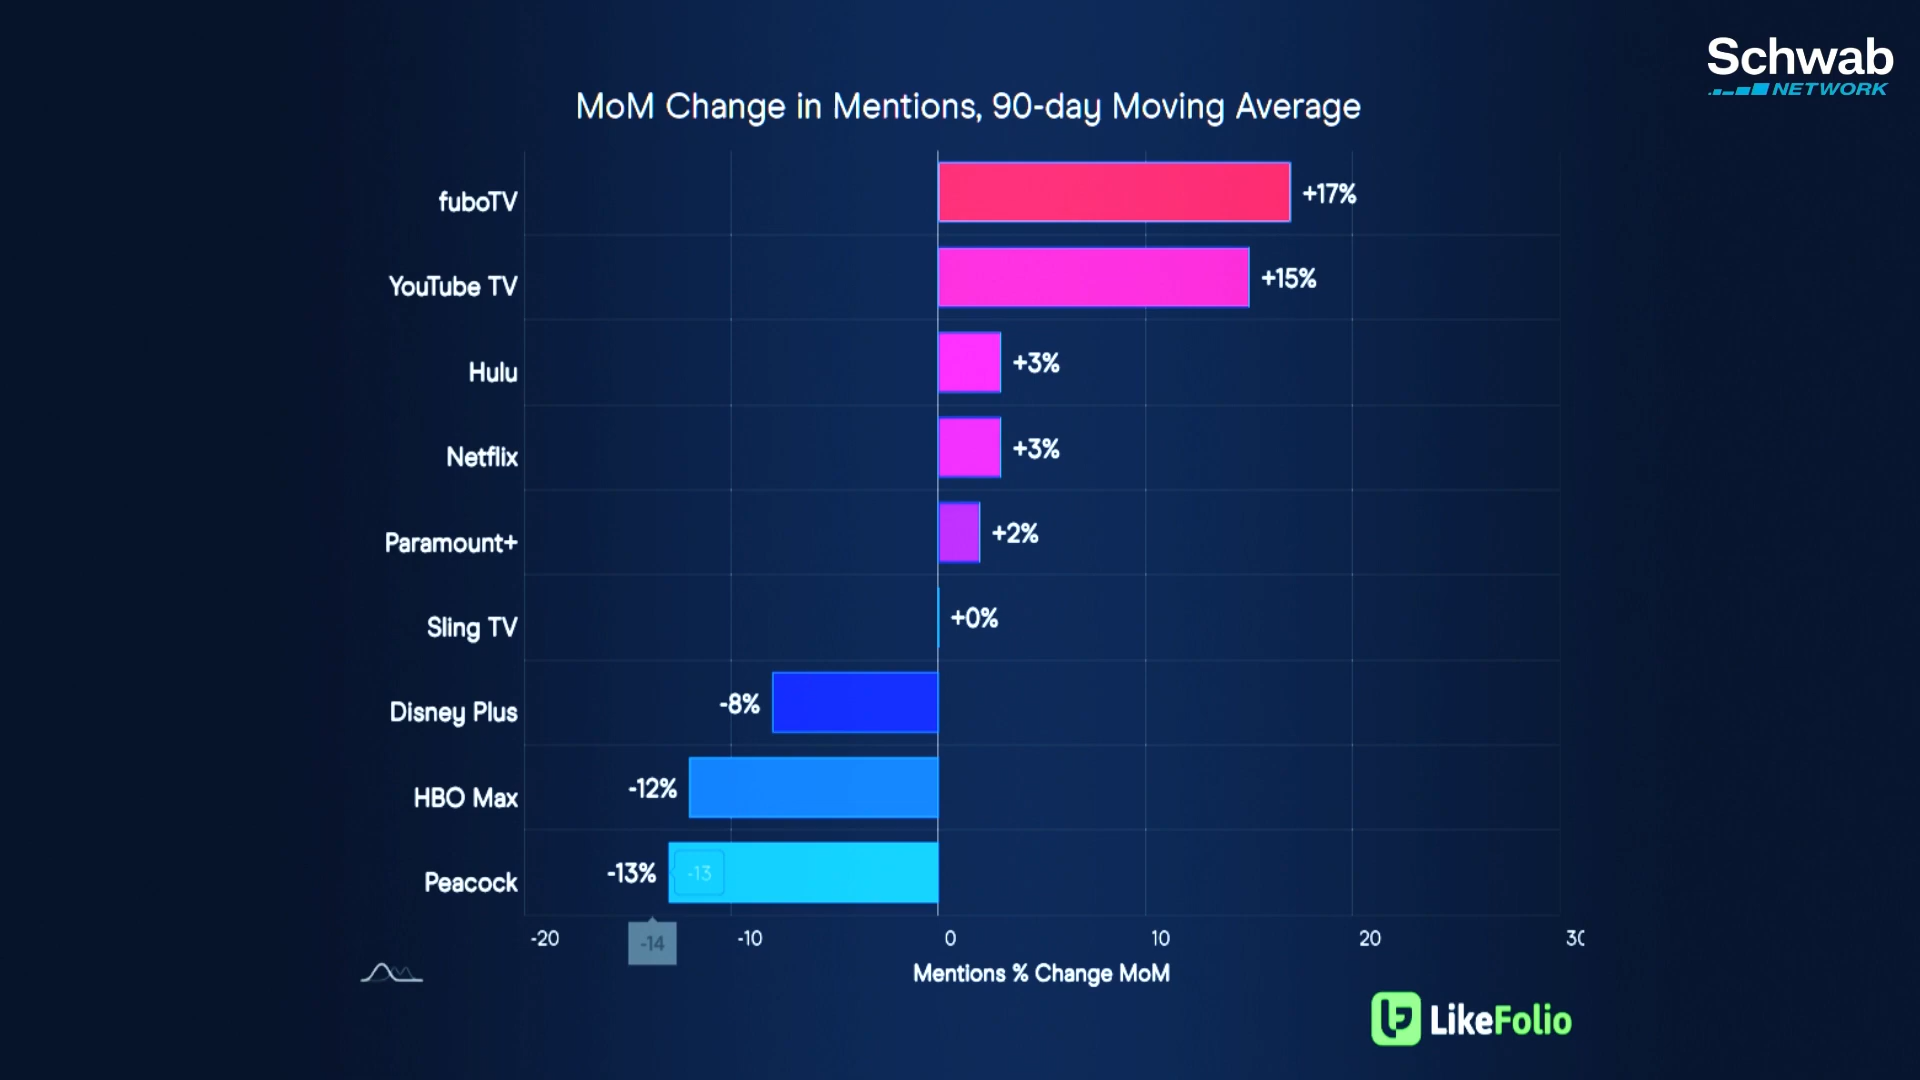 Schwab
NETWORK
MoM Change in Mentions, 90-day Moving Average
fuboTV +17%
YouTube TV +15%
Hulu +3%
Netflix +3%
Paramount+ +2%
Sling TV +0%
Disney Plus -8%
HBO Max -12%
Peacock -13% -13
-20 -10 0 10 20 30
-14
Mentions % Change MoM
LikeFolio